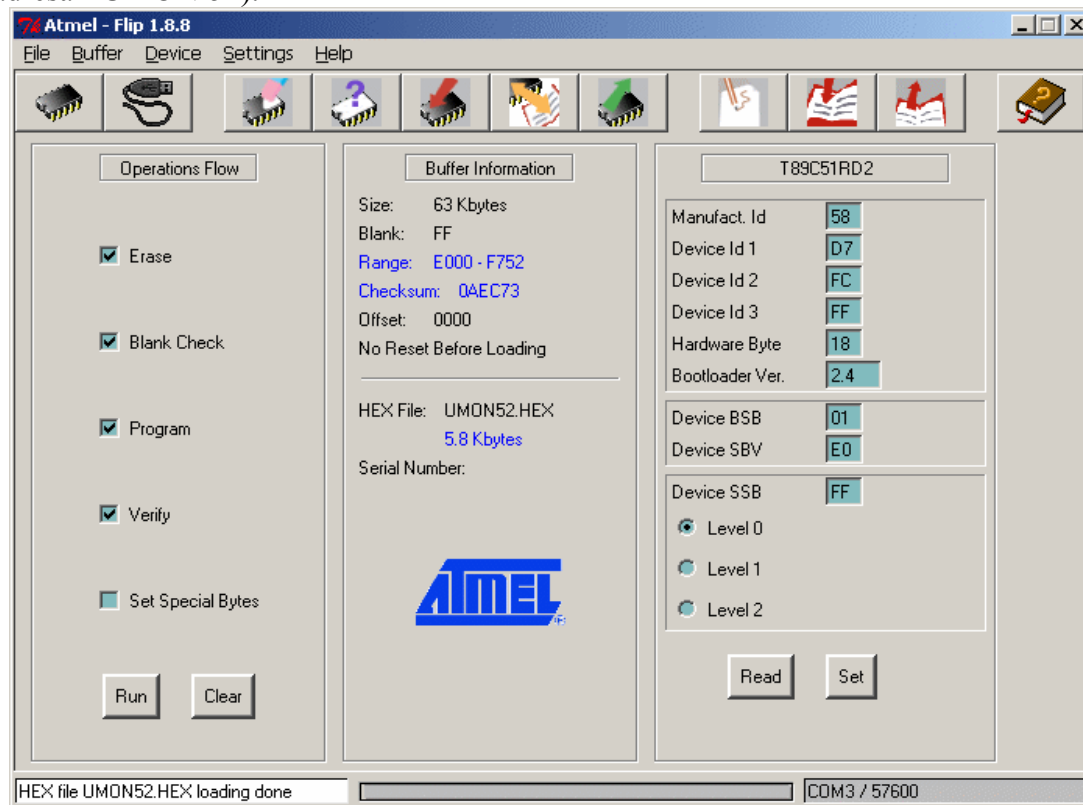 Atmel - Flip 1.8.8
File Buffer Device Settings Help
Operations Flow
Erase
Blank Check
Program
Verify
Set Special Bytes
Run Clear
Buffer Information
Size: 63 Kbytes
Blank: FF
Range: E000 - F752
Checksum: 0AEC73
Offset: 0000
No Reset Before Loading
HEX File: UMON52.HEX
5.8 Kbytes
Serial Number:
ATMEL
T89C51RD2
Manufact. Id 58
Device Id 1 D7
Device Id 2 FC
Device Id 3 FF
Hardware Byte 18
Bootloader Ver. 2.4
Device BSB 01
Device SBV E0
Device SSB FF
Level 0
Level 1
Level 2
Read Set
HEX file UMON52.HEX loading done
COM3 / 57600